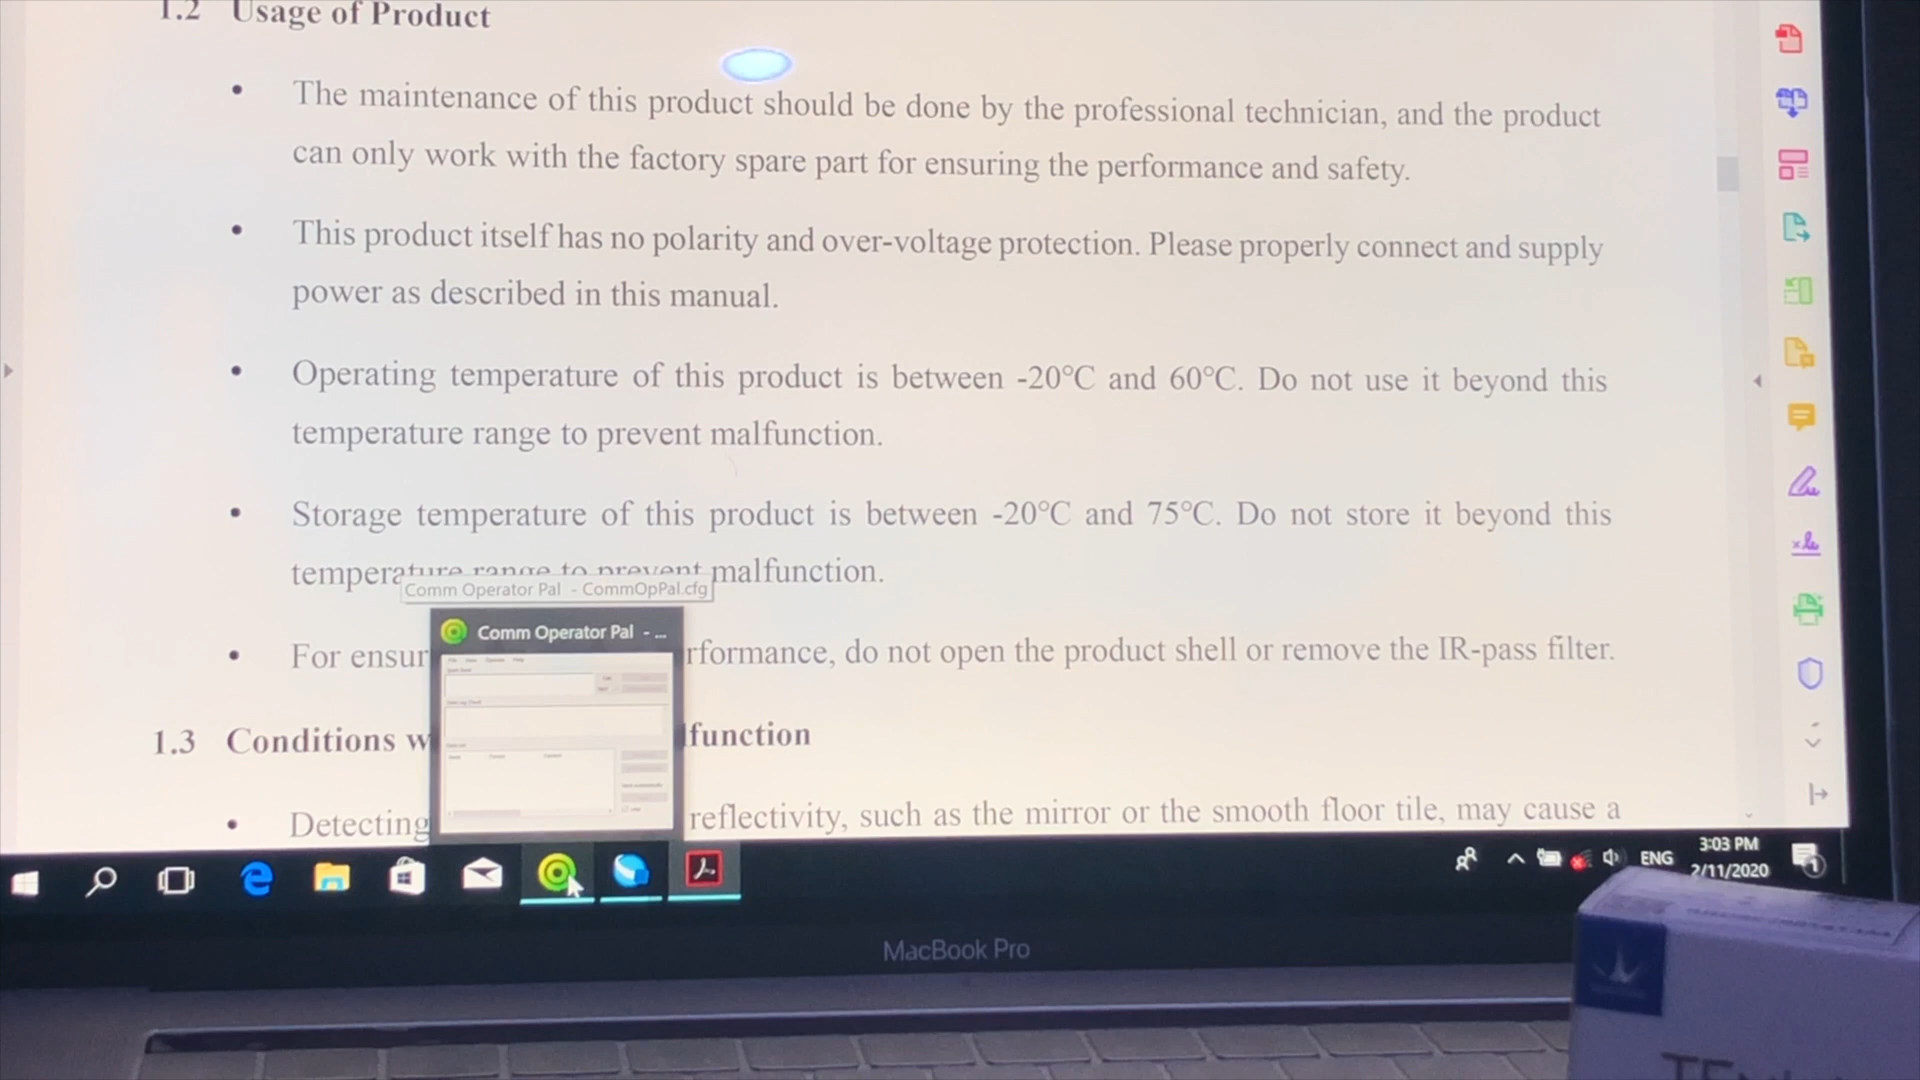 1.2 Usage of Product
• The maintenance of this product should be done by the professional technician, and the product
can only work with the factory spare part for ensuring the performance and safety.
• This product itself has no polarity and over-voltage protection. Please properly connect and supply
power as described in this manual.
• Operating temperature of this product is between -20°C and 60°C. Do not use it beyond this
temperature range to prevent malfunction.
• Storage temperature of this product is between -20°C and 75°C. Do not store it beyond this
temperature range to prevent malfunction.
Comm Operator Pal - CommOpPal.cfg
Comm Operator Pal - ...
• For ensur rformance, do not open the product shell or remove the IR-pass filter.
1.3 Conditions w lfunction
• Detecting reflectivity, such as the mirror or the smooth floor tile, may cause a
ENG
3:03 PM
2/11/2020
1
MacBook Pro